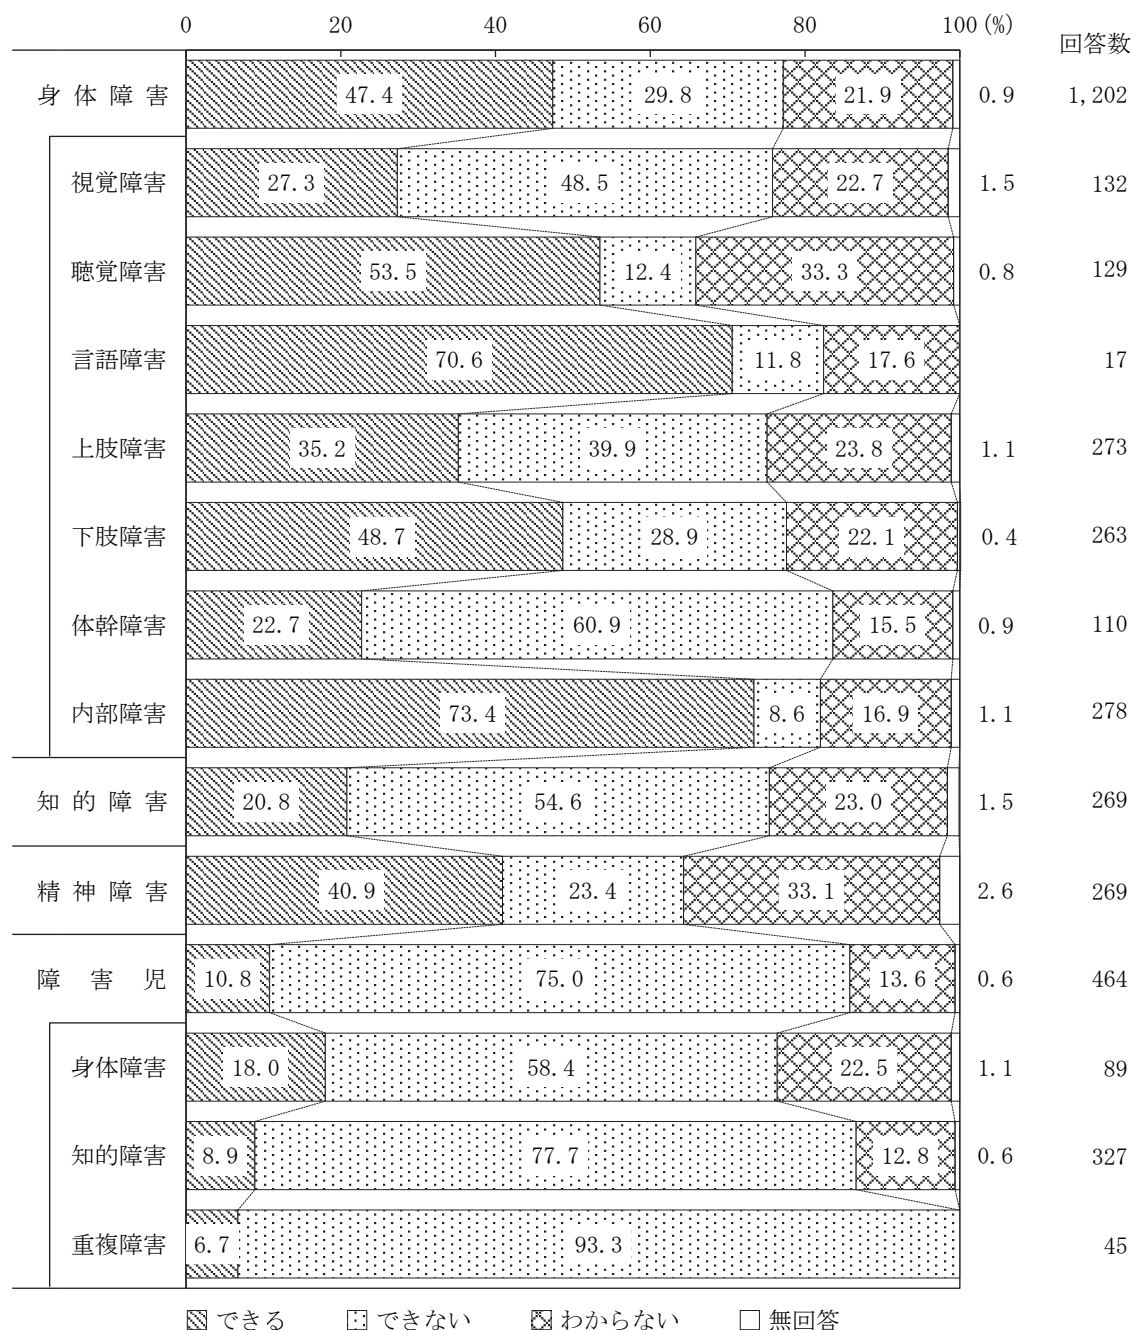 0 20 40 60 80 100 (%)
回答数
身体障害 47.4 29.8 21.9 0.9 1,202
視覚障害 27.3 48.5 22.7 1.5 132
聴覚障害 53.5 12.4 33.3 0.8 129
言語障害 70.6 11.8 17.6 17
上肢障害 35.2 39.9 23.8 1.1 273
下肢障害 48.7 28.9 22.1 0.4 263
体幹障害 22.7 60.9 15.5 0.9 110
内部障害 73.4 8.6 16.9 1.1 278
知的障害 20.8 54.6 23.0 1.5 269
精神障害 40.9 23.4 33.1 2.6 269
障害児 10.8 75.0 13.6 0.6 464
身体障害 18.0 58.4 22.5 1.1 89
知的障害 8.9 77.7 12.8 0.6 327
重複障害 6.7 93.3 45
できる できない わからない 無回答